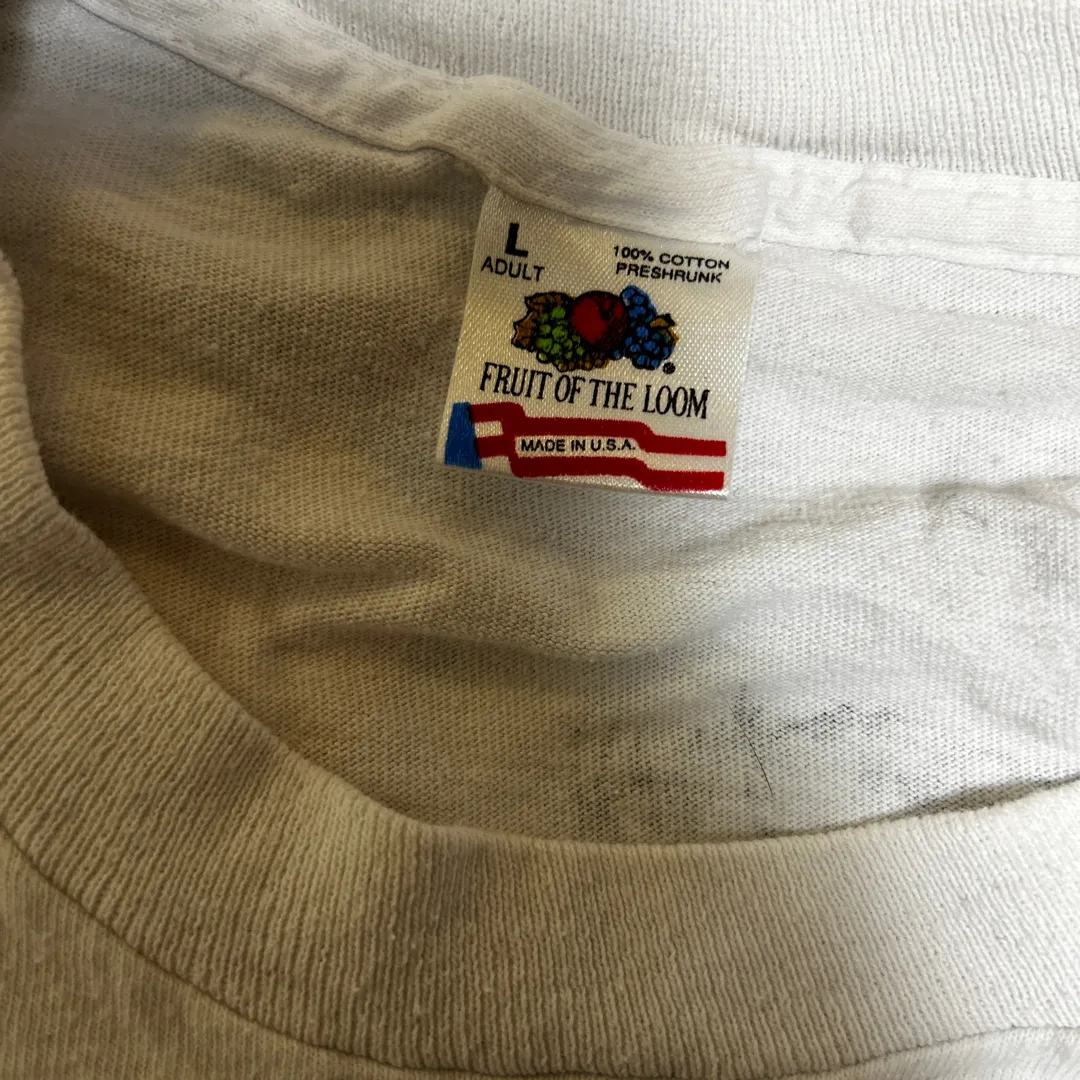 L
ADULT
100% COTTON
PRESHRUNK
®
FRUIT OF THE LOOM
MADE IN U.S.A.